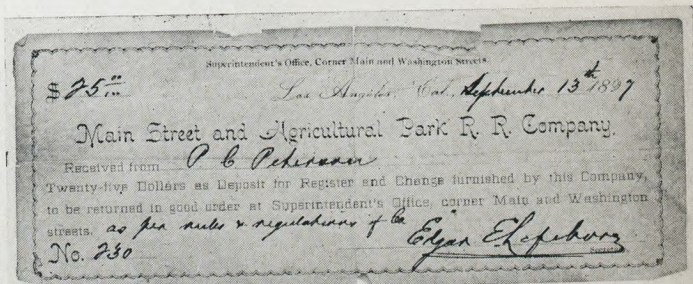 Superintendent's Office, Corner Main and Washington Streets.
$25.00 Los Angeles, Cal., September 13th 1897
Main Street and Agricultural Park R. R. Company.
Received from P C Peterson
Twenty-five Dollars as Deposit for Register and Change furnished by this Company,
to be returned in good order at Superintendent's Office, corner Main and Washington
streets. as per rules & regulations of Co
No. 230 Edgar E.